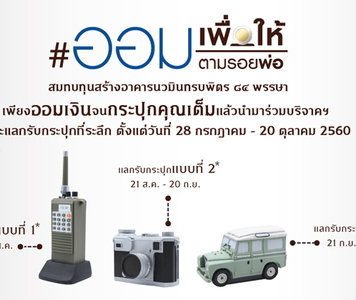 #ออมเพื่อให้
ตามรอยพ่อ
สมทบทุนสร้างอาคารนวมินทรบพิตร ๘๔ พรรษา
เพียงออมเงินจนกระปุกคุณเต็มแล้วนำมาร่วมบริจาคฯ
ะแลกรับกระปุกที่ระลึก ตั้งแต่วันที่ 28 กรกฎาคม - 20 ตุลาคม 2560
แลกรับกระปุกแบบที่ 2*
21 ส.ค. - 20 ก.ย.
แบบที่ 1*
ส.ค.
แลกรับกระ
21 ก.ย.